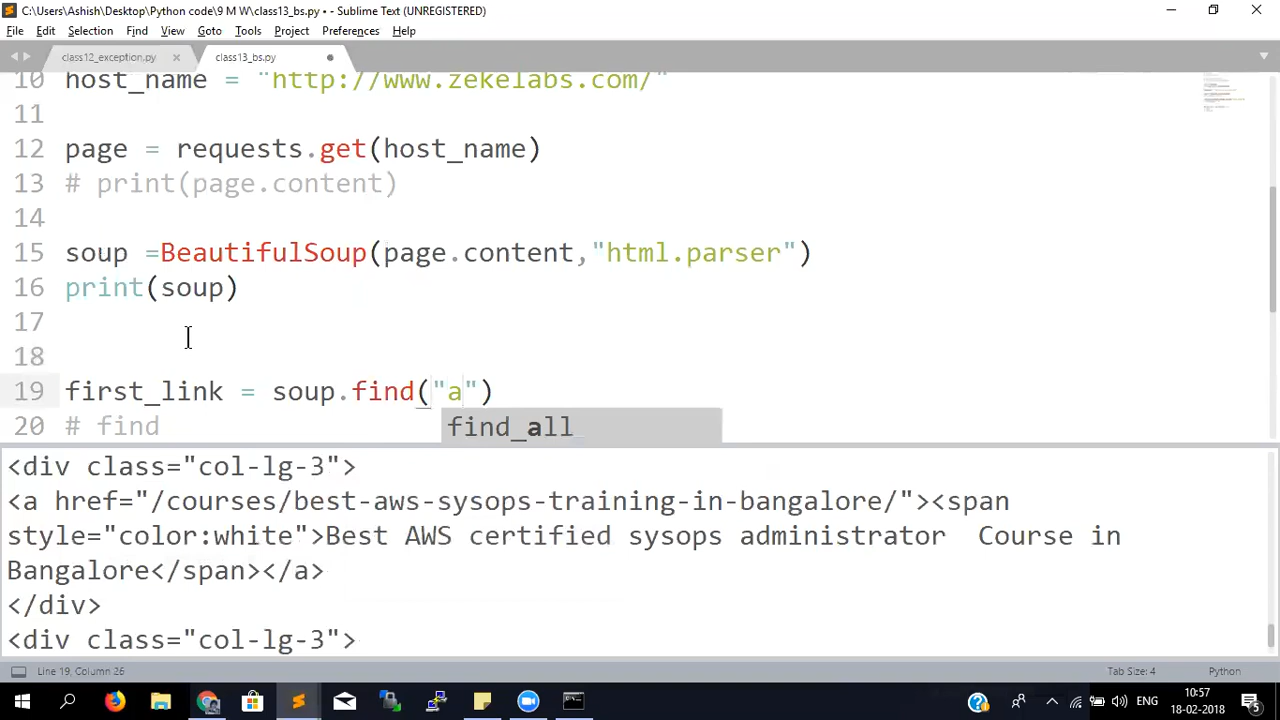 C:\Users\Ashish\Desktop\Python code\9 M W\class13_bs.py • - Sublime Text (UNREGISTERED)
File Edit Selection Find View Goto Tools Project Preferences Help
class12_exception.py × class13_bs.py
10 host_name = "http://www.zekelabs.com/"
11
12 page = requests.get(host_name)
13 # print(page.content)
14
15 soup =BeautifulSoup(page.content,"html.parser")
16 print(soup)
17
18
19 first_link = soup.find("a")
20 # find
find_all
<div class="col-lg-3">
<a href="/courses/best-aws-sysops-training-in-bangalore/"><span
style="color:white">Best AWS certified sysops administrator  Course in
Bangalore</span></a>
</div>
<div class="col-lg-3">
Line 19, Column 26 Tab Size: 4 Python
ENG 10:57
18-02-2018 5